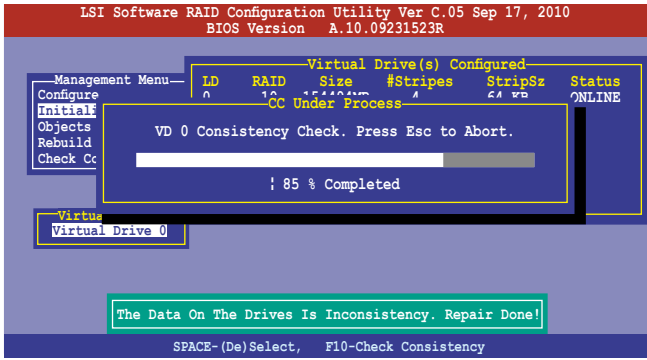 LSI Software RAID Configuration Utility Ver C.05 Sep 17, 2010
BIOS Version A.10.09231523R
Virtual Drive(s) Configured
Management Menu
LD RAID Size #Stripes StripSz Status
Configure
ONLINE
CC Under Process
Objects
VD 0 Consistency Check. Press Esc to Abort.
Rebuild
85 % Completed
Virtual Drive 0
The Data On The Drives Is Inconsistency. Repair Done!
SPACE-(De)Select, F10-Check Consistency